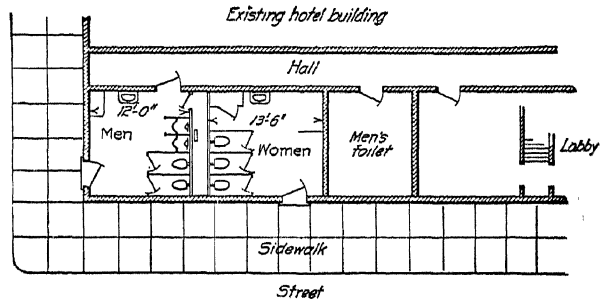 Existing hotel building
Hall
12'-0"
13'-6"
Men
Women
Men's
toilet
Lobby
Sidewalk
Street